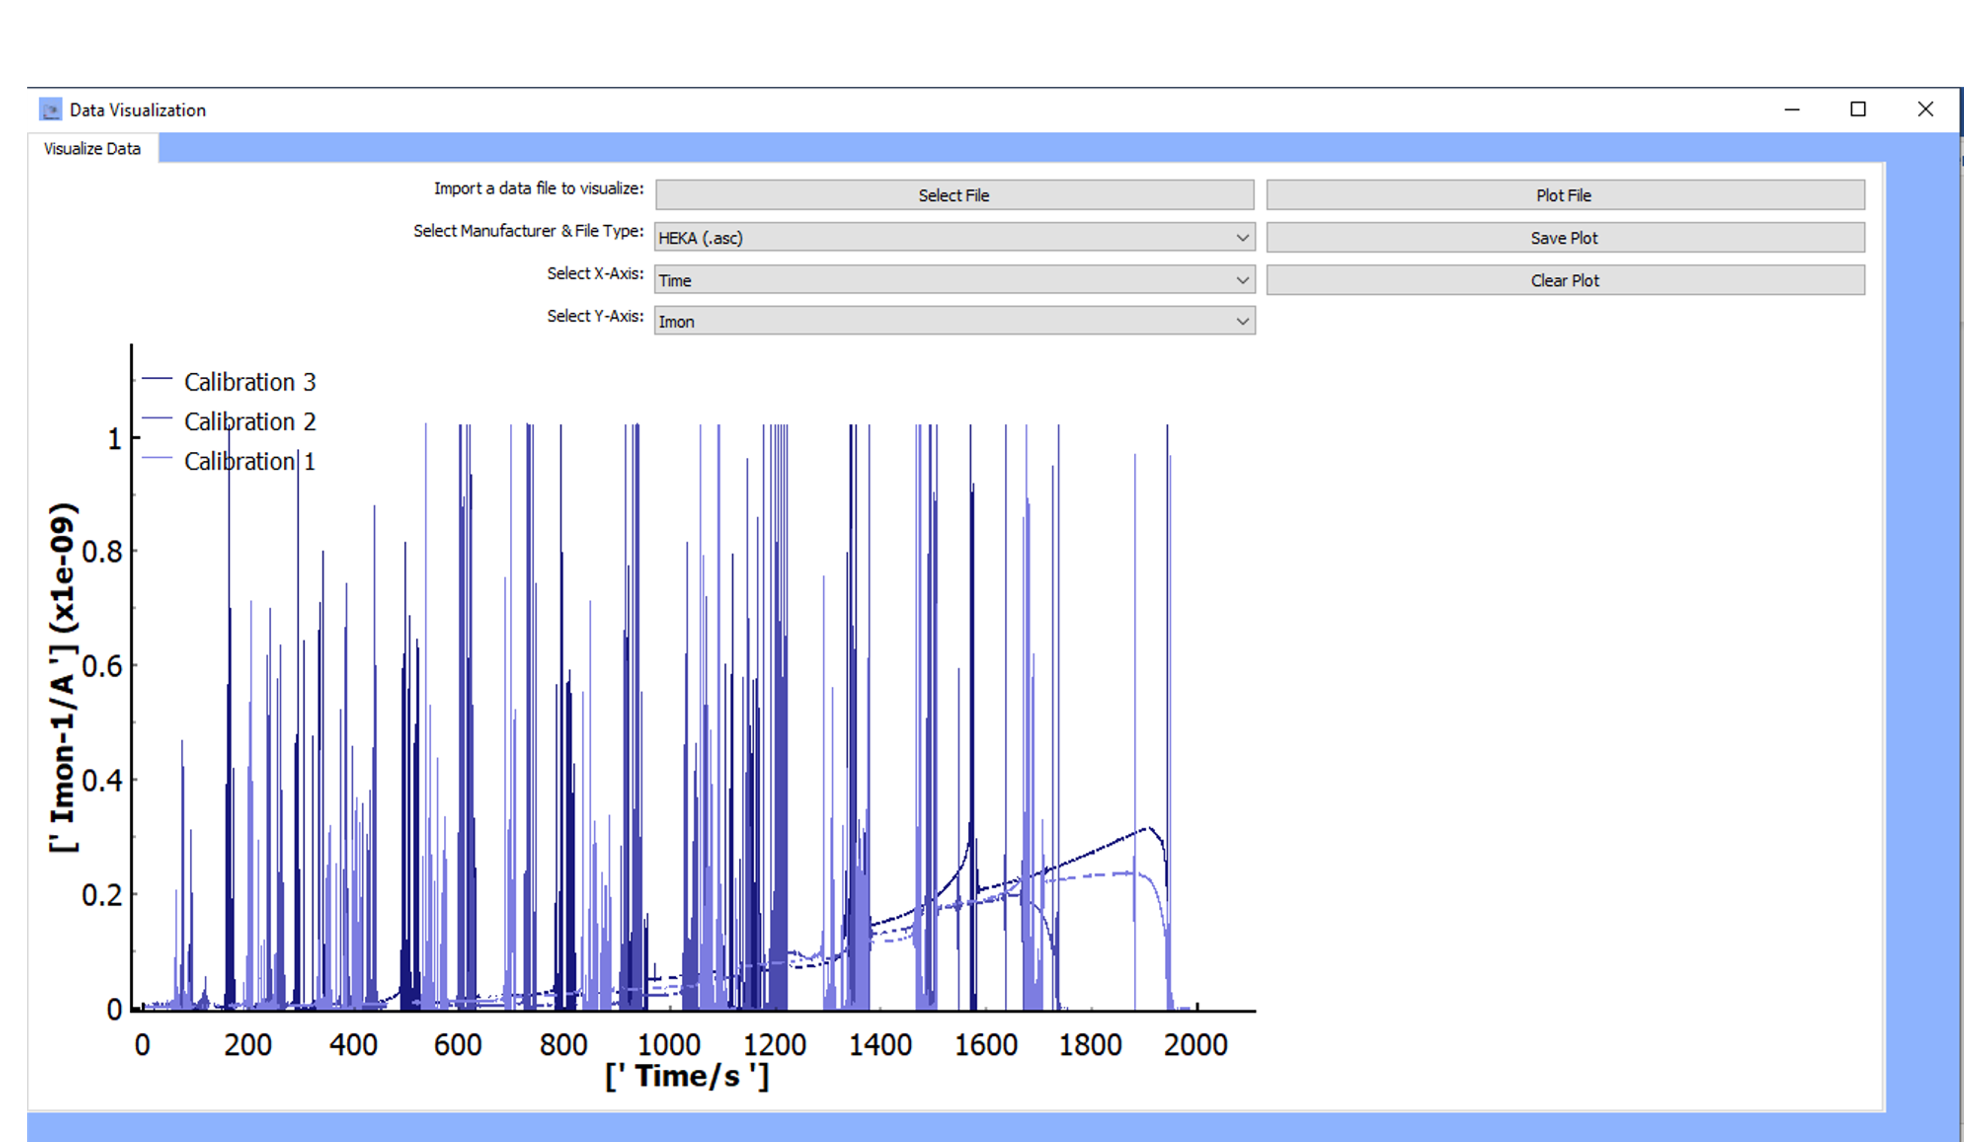 Data Visualization
Visualize Data
Import a data file to visualize:
Select File
Plot File
Select Manufacturer & File Type:
HEKA (.asc)
Save Plot
Select X-Axis:
Time
Clear Plot
Select Y-Axis:
Imon
Calibration 3
Calibration 2
Calibration 1
[' Imon-1/A '] (x1e-09)
1
0.8
0.6
0.4
0.2
0
0 200 400 600 800 1000 1200 1400 1600 1800 2000
[' Time/s ']